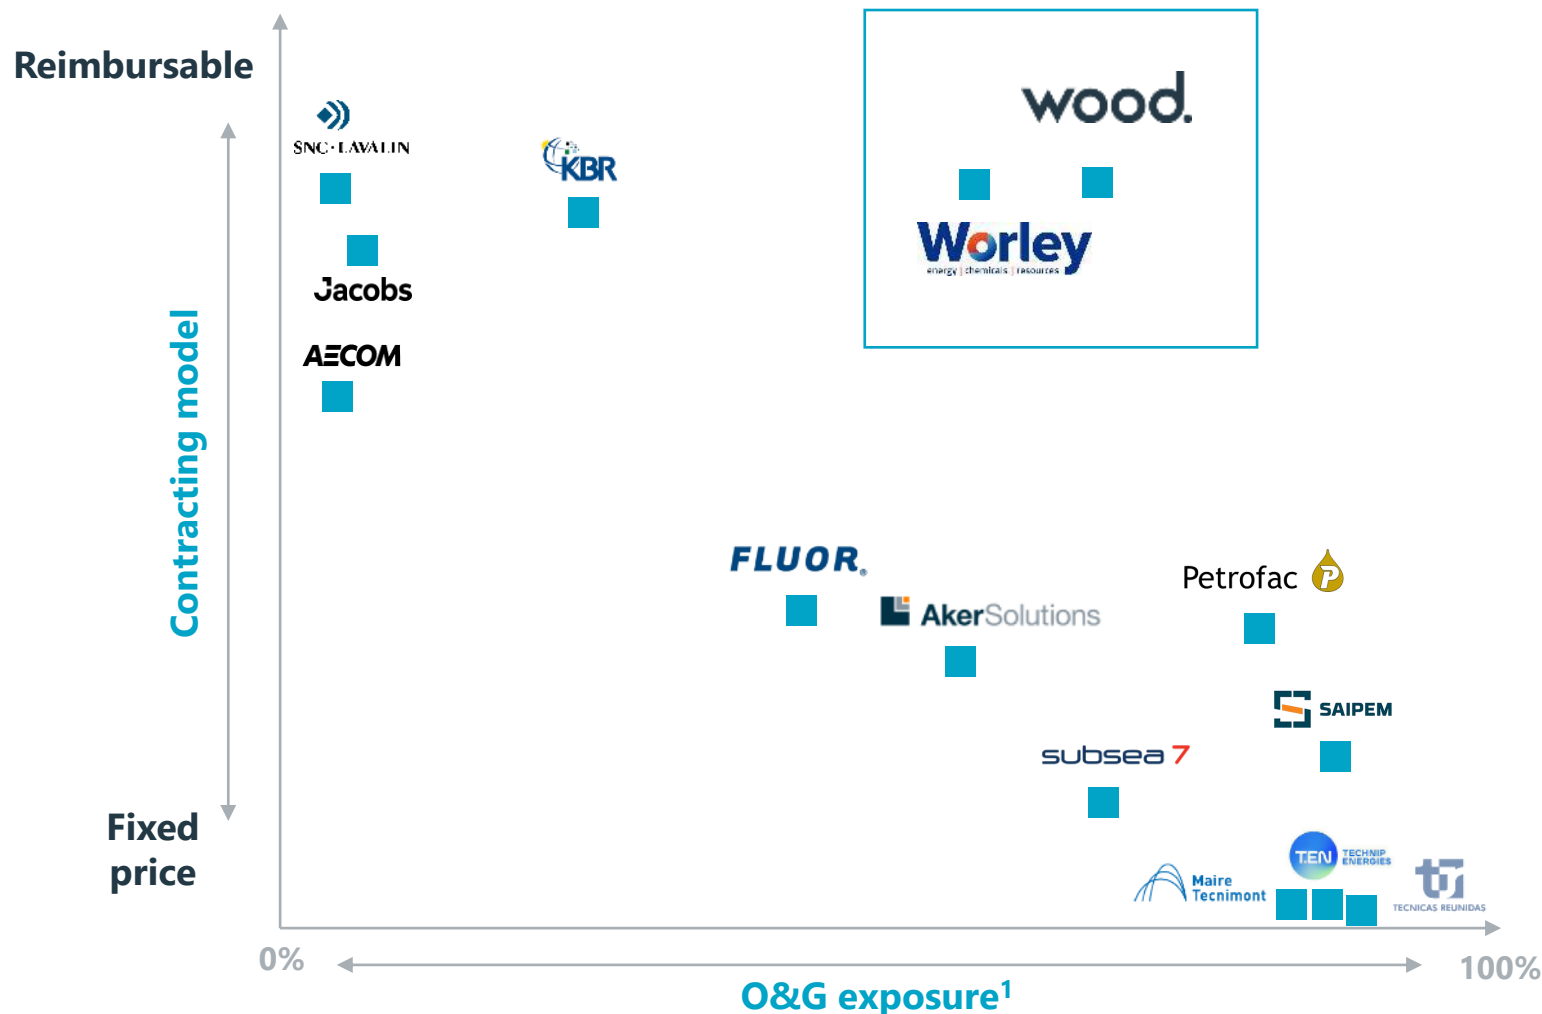 Reimbursable
wood.
SNC·LAVALIN
KBR
Worley
energy | chemicals | resources
Jacobs
AECOM
Contracting model
FLUOR®
Petrofac
P
AkerSolutions
SAIPEM
subsea 7
Fixed
price
T.EN
TECHNIP
ENERGIES
Maire
Tecnimont
tr
TECNICAS REUNIDAS
0%
100%
O&G exposure¹